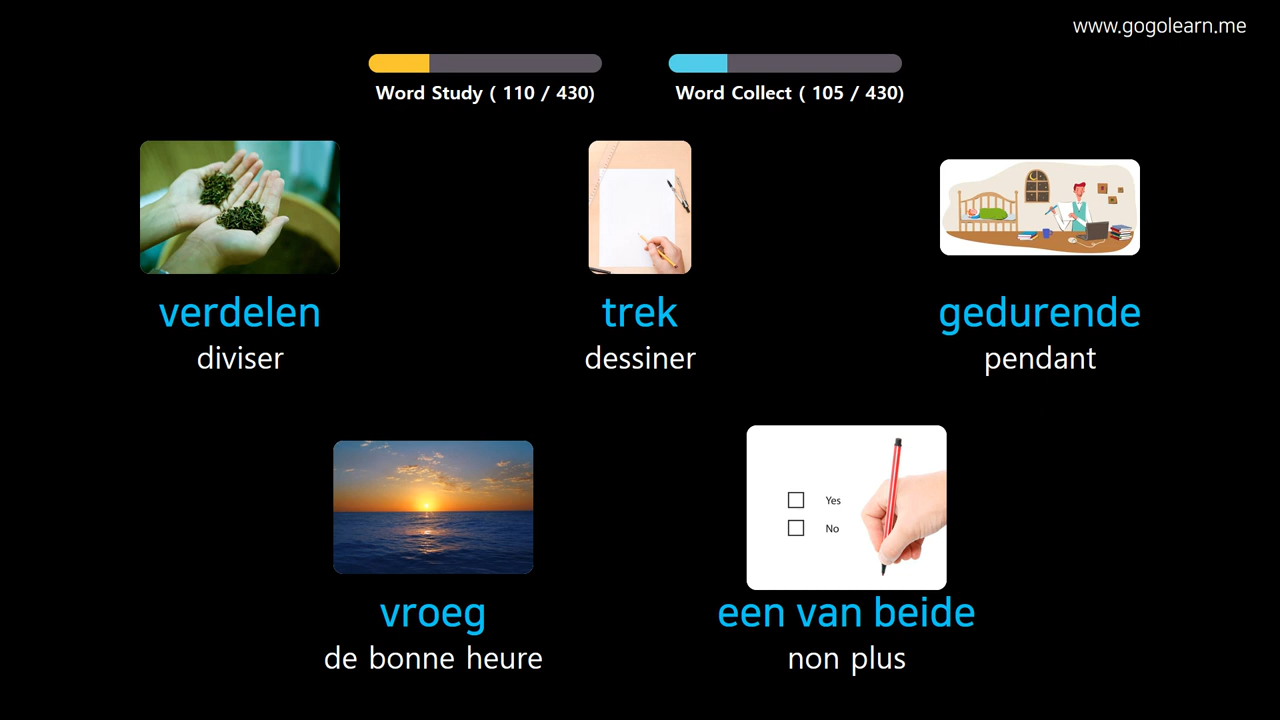 www.gogolearn.me
Word Study ( 110 / 430)
Word Collect ( 105 / 430)
verdelen
diviser
trek
dessiner
gedurende
pendant
vroeg
de bonne heure
Yes
No
een van beide
non plus